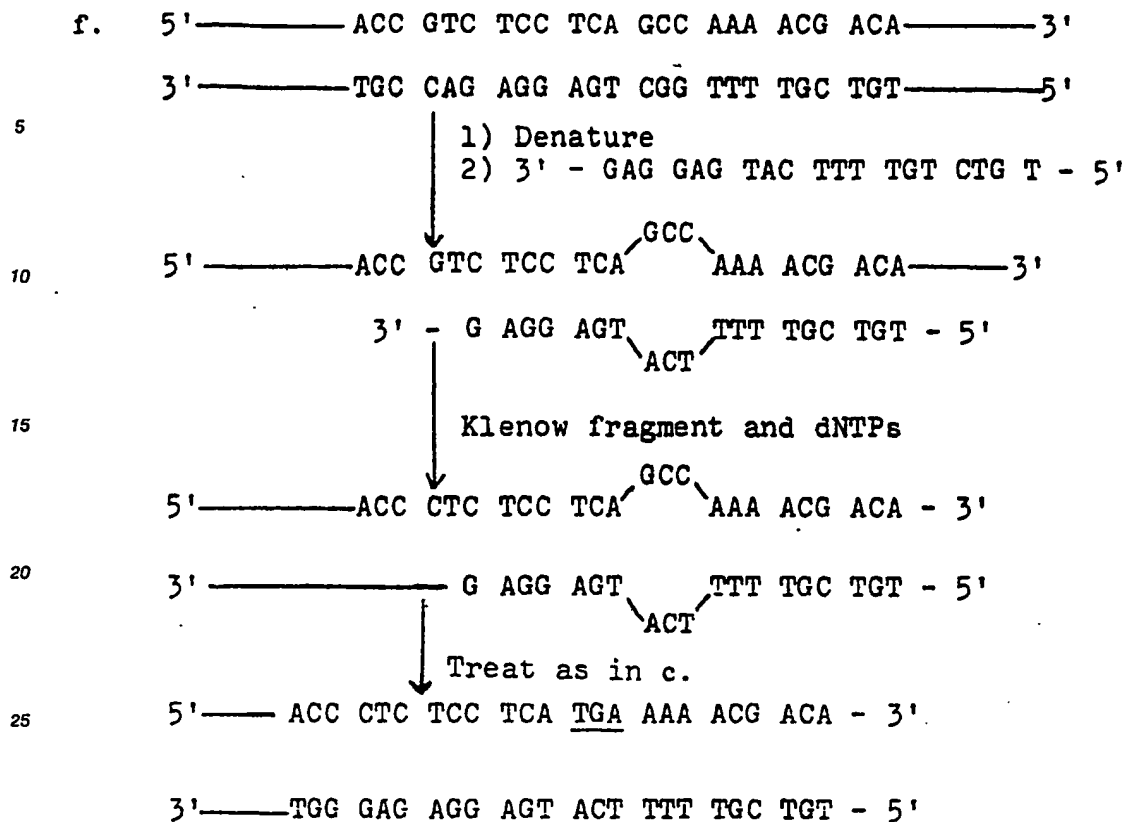 f. 5' ACC GTC TCC TCA GCC AAA ACG ACA 3'
3' TGC CAG AGG AGT CGG TTT TGC TGT 5'
5
1) Denature
2) 3' - GAG GAG TAC TTT TGT CTG T - 5'
GCC
10 5' ACC GTC TCC TCA AAA ACG ACA 3'
3' - G AGG AGT TTT TGC TGT - 5'
ACT
15 Klenow fragment and dNTPs
GCC
5' ACC CTC TCC TCA AAA ACG ACA - 3'
20 3' G AGG AGT TTT TGC TGT - 5'
ACT
Treat as in c.
25 5' ACC CTC TCC TCA TGA AAA ACG ACA - 3'
3' TGG GAG AGG AGT ACT TTT TGC TGT - 5'